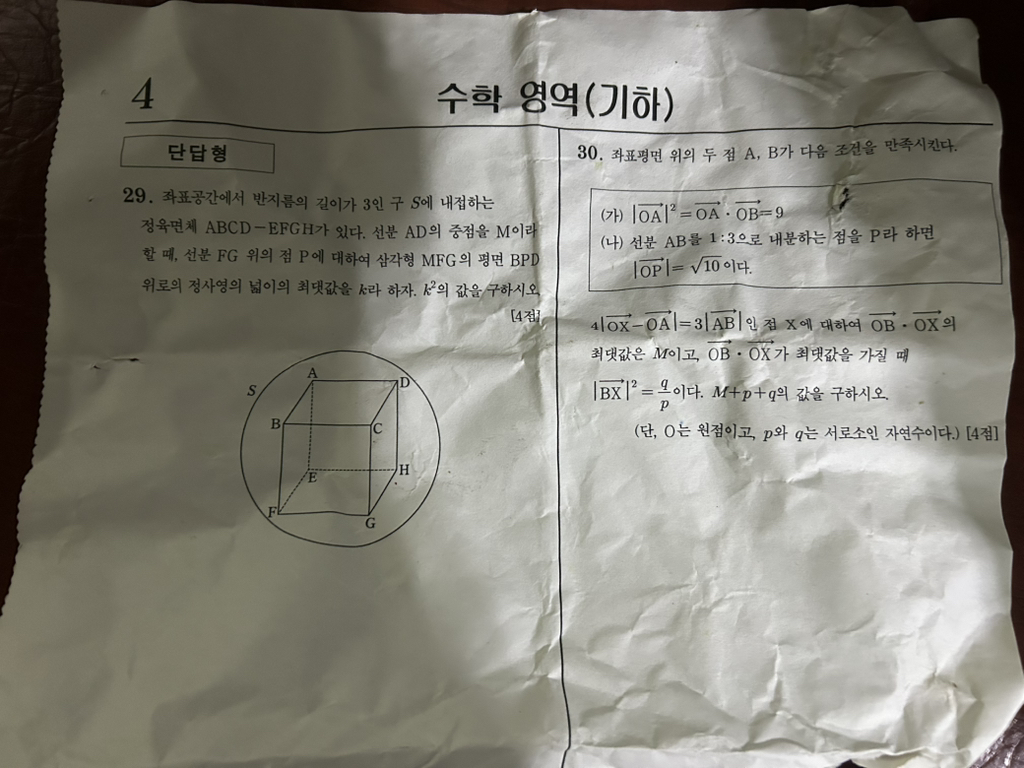 4
수학 영역(기하)
단답형
29. 좌표공간에서 반지름의 길이가 3인 구 S에 내접하는
정육면체 ABCD-EFGH가 있다. 선분 AD의 중점을 M이라
할 때, 선분 FG 위의 점 P에 대하여 삼각형 MFG의 평면 BPD
위로의 정사영의 넓이의 최댓값을 k라 하자. k²의 값을 구하시오.
[4점]
S
A
D
B
C
E
H
F
G
30. 좌표평면 위의 두 점 A, B가 다음 조건을 만족시킨다.
(가) |OA|²=OA·OB=9
(나) 선분 AB를 1:3으로 내분하는 점을 P라 하면
|OP|=√10이다.
4|OX-OA|=3|AB|인 점 X에 대하여 OB·OX의
최댓값은 M이고, OB·OX가 최댓값을 가질 때
|BX|²=q/p이다. M+p+q의 값을 구하시오.
(단, O는 원점이고, p와 q는 서로소인 자연수이다.) [4점]